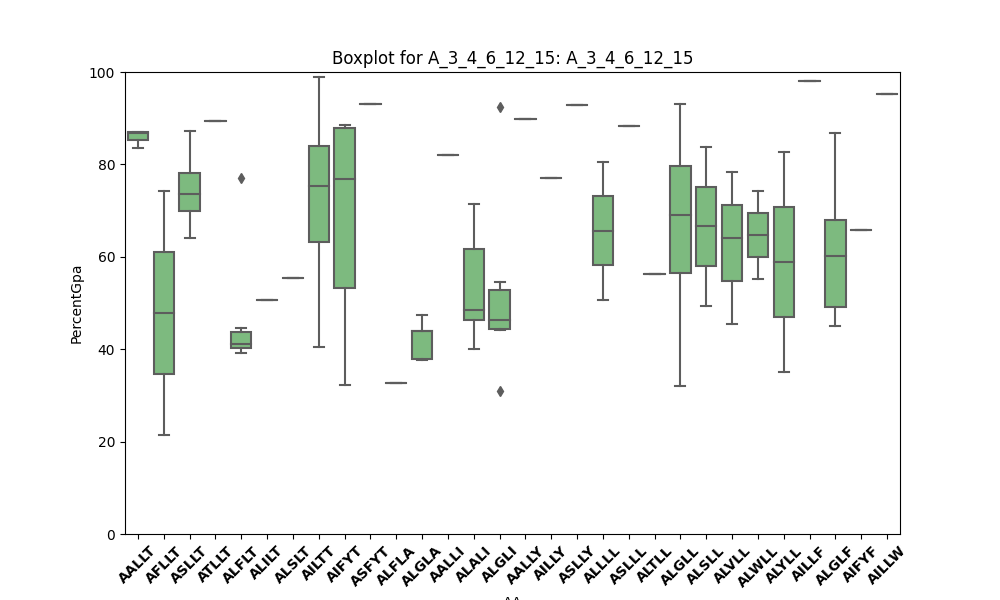 Boxplot for A_3_4_6_12_15: A_3_4_6_12_15
PercentGpa
100
80
60
40
20
0
AALLT AFLLT ASLLT ATLLT ALFLT ALILT ALSLT AILTT AIFYT ASFYT ALFLA ALGLA AALLI ALALI ALGLI AALLY AILLY ASLLY ALLLL ASLLL ALTLL ALGLL ALSLL ALVLL ALWLL ALYLL AILLF ALGLF AIFYF AILLW